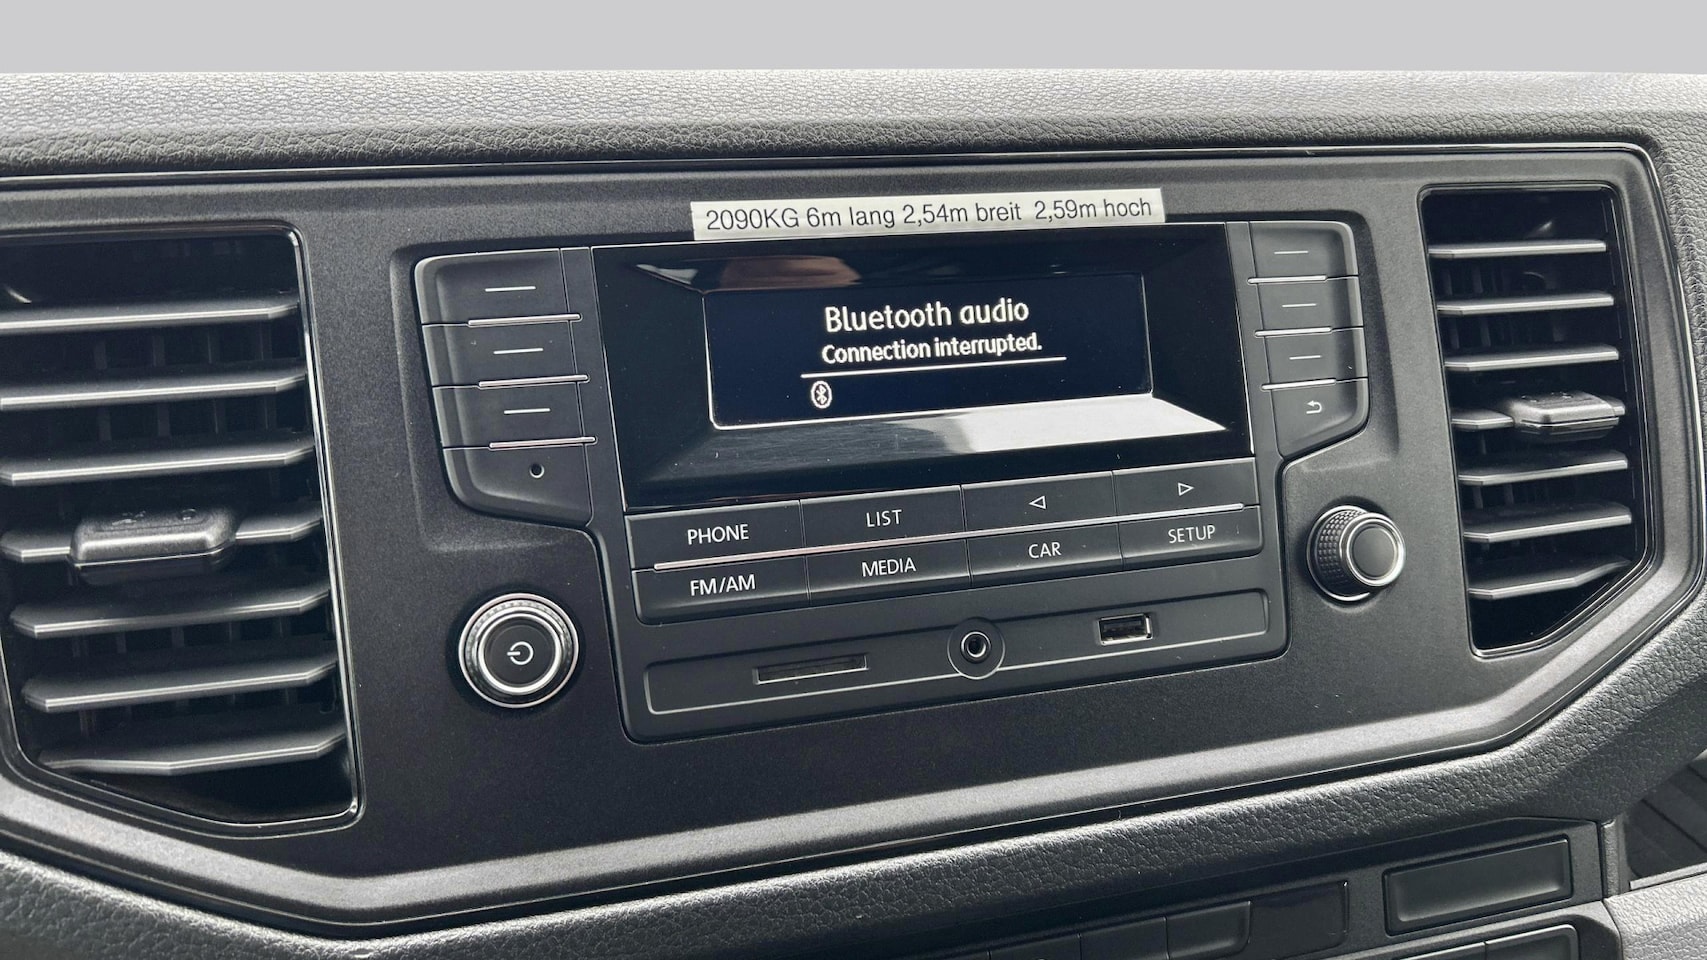 2090KG 6m lang 2,54m breit 2,59m hoch
Bluetooth audio
Connection interrupted.
PHONE
LIST
FM/AM
MEDIA
CAR
SETUP